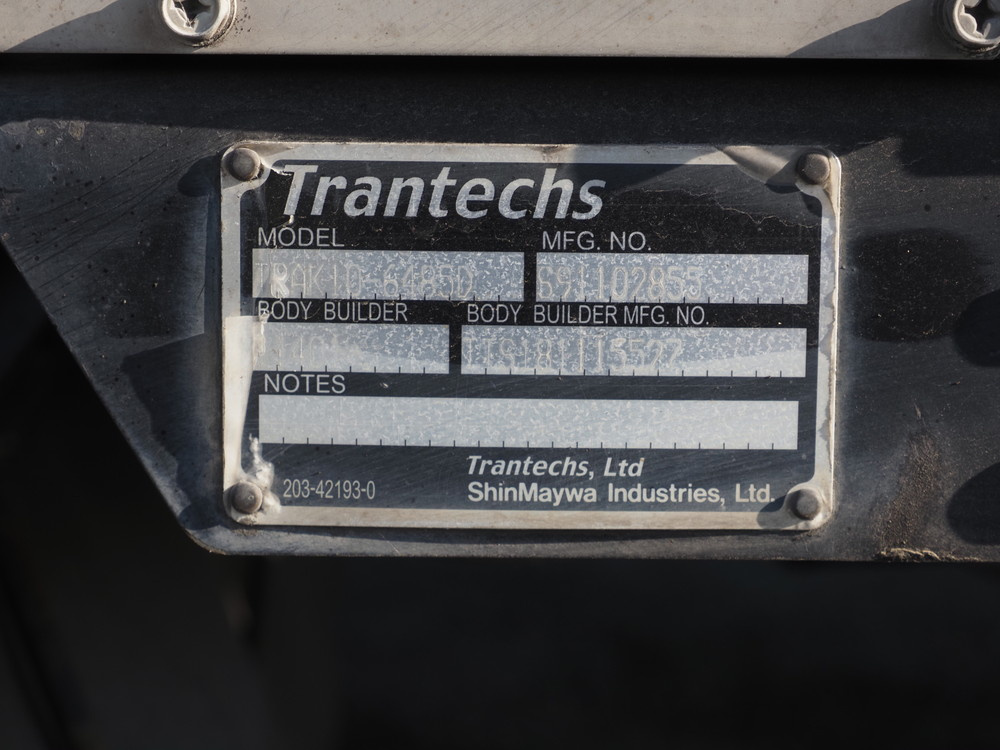 Trantechs
MODEL MFG. NO.
S91102855
BODY BUILDER BODY BUILDER MFG. NO.
NOTES
Trantechs, Ltd
203-42193-0 ShinMaywa Industries, Ltd.